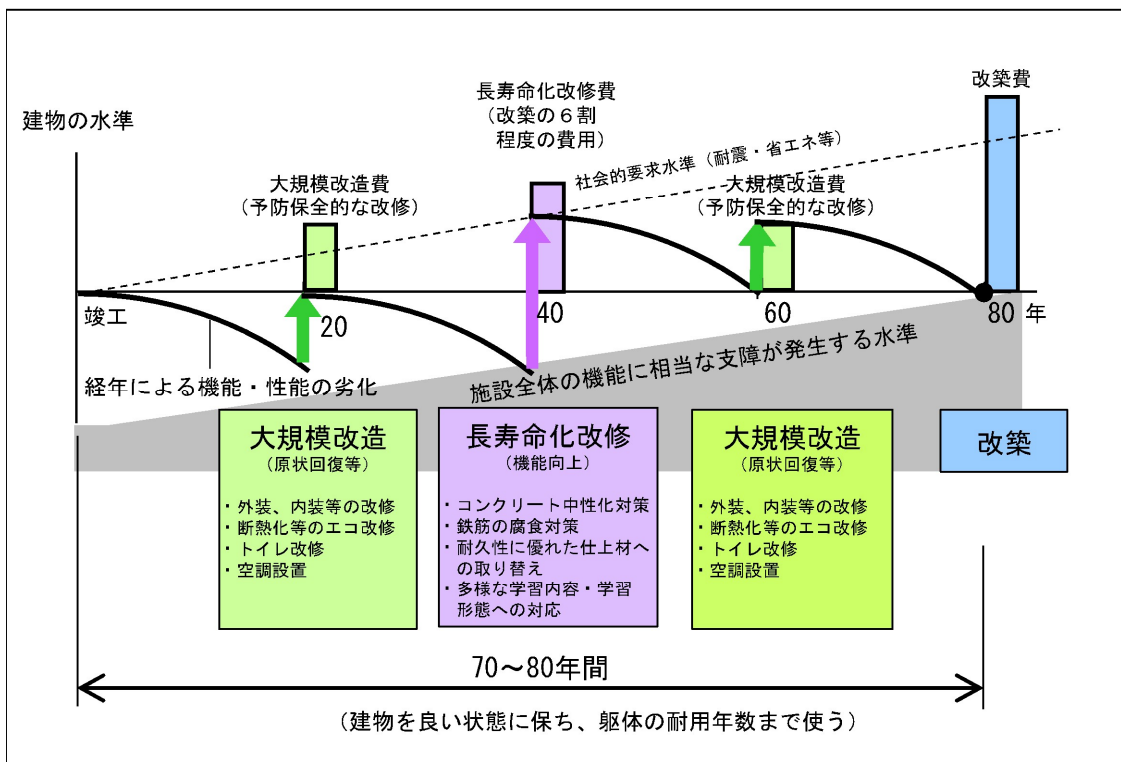 建物の水準
大規模改造費
(予防保全的な改修)
長寿命化改修費
(改築の6割
程度の費用)
社会的要求水準(耐震・省エネ等)
大規模改造費
(予防保全的な改修)
改築費
竣工
20
40
60
80 年
経年による機能・性能の劣化
施設全体の機能に相当な支障が発生する水準
大規模改造
(原状回復等)
・外装、内装等の改修
・断熱化等のエコ改修
・トイレ改修
・空調設置
長寿命化改修
(機能向上)
・コンクリート中性化対策
・鉄筋の腐食対策
・耐久性に優れた仕上材へ
の取り替え
・多様な学習内容・学習
形態への対応
大規模改造
(原状回復等)
・外装、内装等の改修
・断熱化等のエコ改修
・トイレ改修
・空調設置
改築
70~80年間
(建物を良い状態に保ち、躯体の耐用年数まで使う)